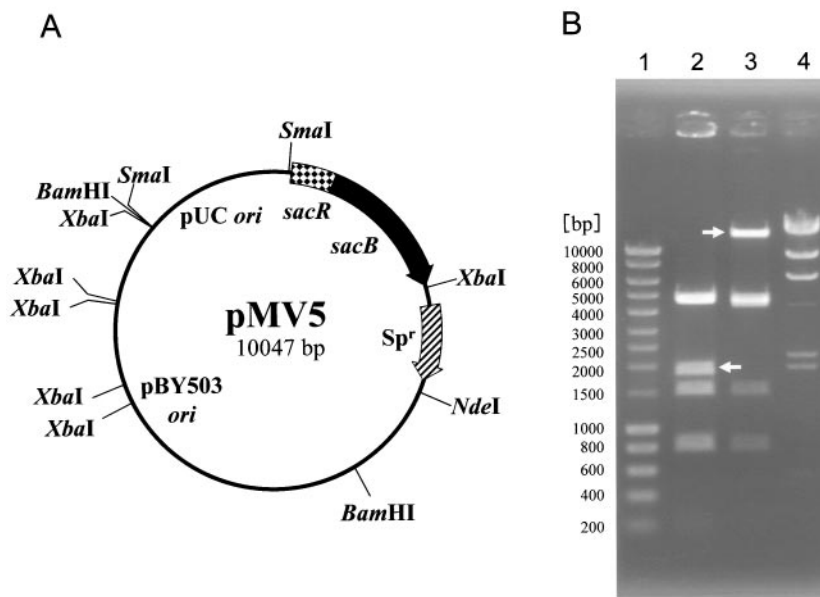 A
SmaI
SmaI
BamHI
XbaI
pUC ori
sacR
sacB
XbaI
XbaI
XbaI
pMV5
10047 bp
Spr
XbaI
pBY503
ori
XbaI
NdeI
BamHI
B
1 2 3 4
[bp]
10000
8000
6000
5000
4000
3000
2500
2000
1500
1000
800
600
400
200